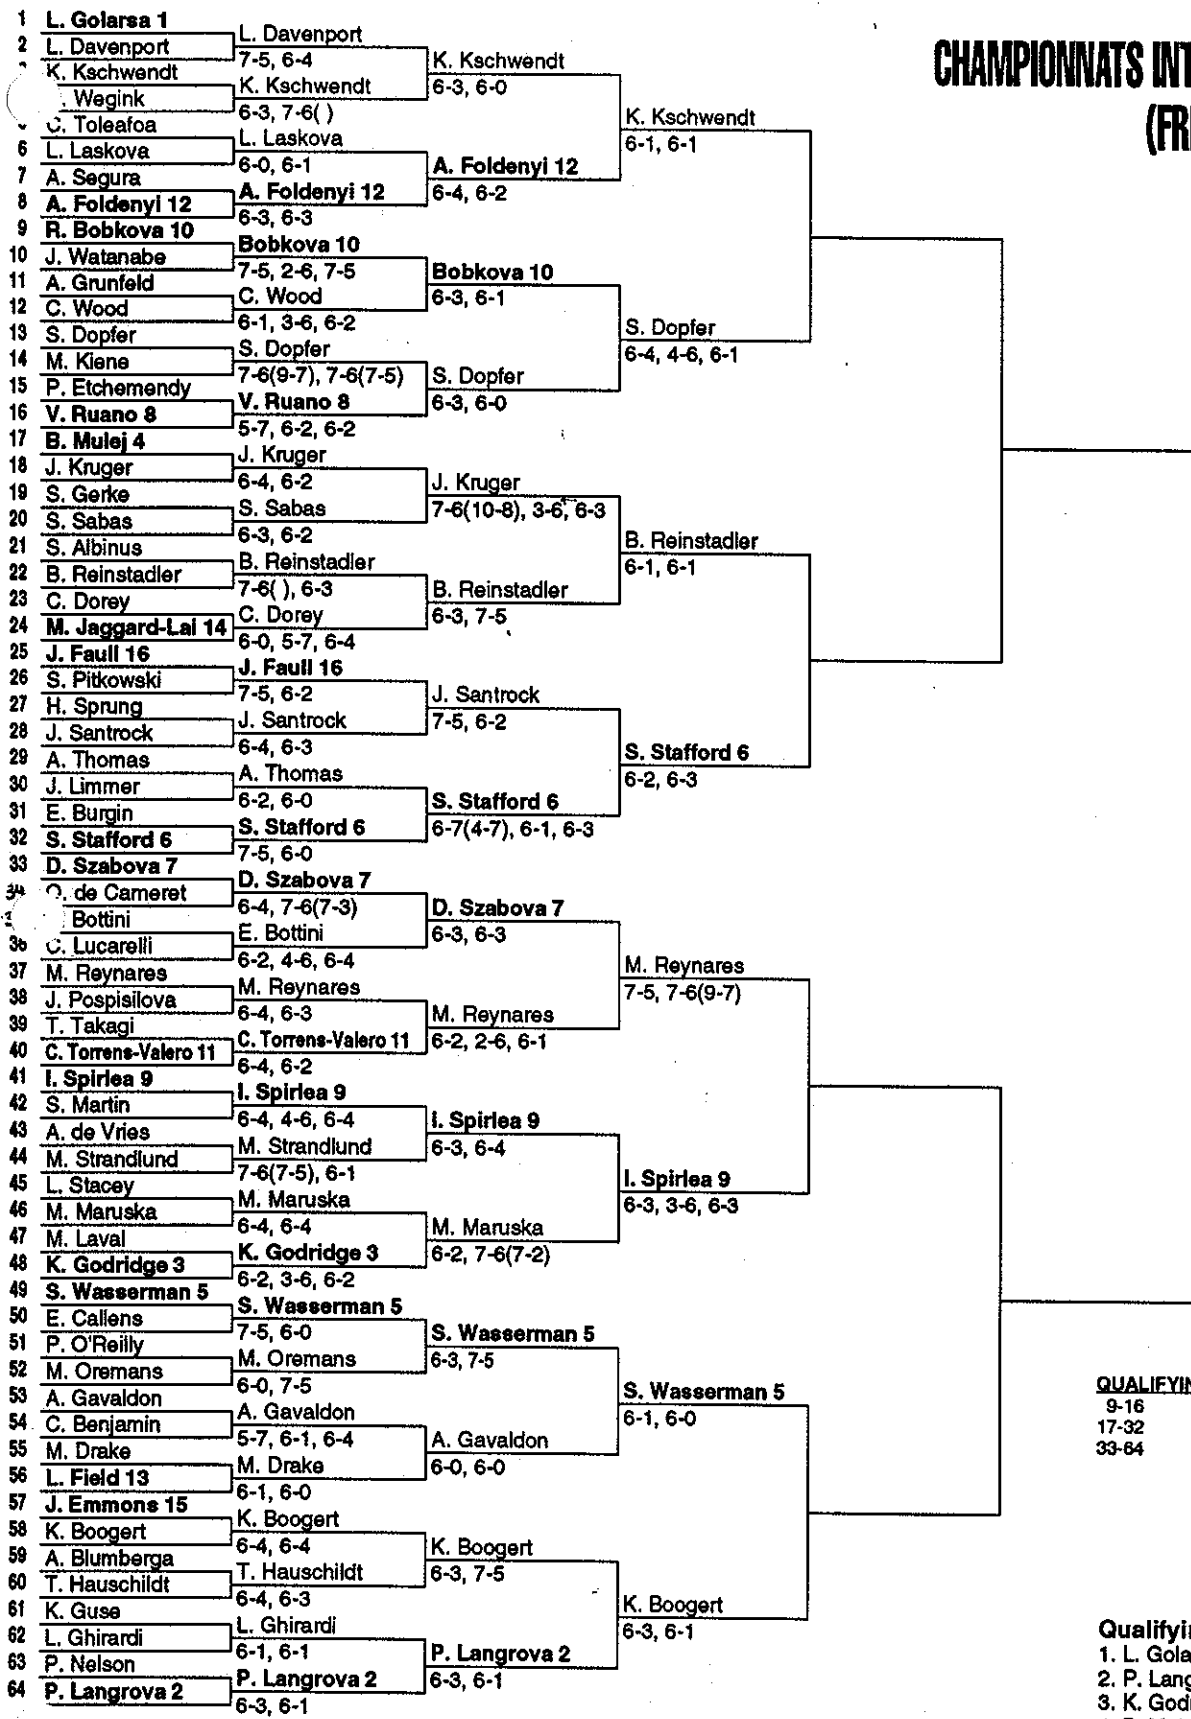 CHAMPIONNATS INT
(FRE
1 L. Golarsa 1
2 L. Davenport
K. Kschwendt
. Wegink
C. Toleafoa
6 L. Laskova
7 A. Segura
8 A. Foldenyi 12
9 R. Bobkova 10
10 J. Watanabe
11 A. Grunfeld
12 C. Wood
13 S. Dopfer
14 M. Kiene
15 P. Etchemendy
16 V. Ruano 8
17 B. Mulej 4
18 J. Kruger
19 S. Gerke
20 S. Sabas
21 S. Albinus
22 B. Reinstadler
23 C. Dorey
24 M. Jaggard-Lai 14
25 J. Faull 16
26 S. Pitkowski
27 H. Sprung
28 J. Santrock
29 A. Thomas
30 J. Limmer
31 E. Burgin
32 S. Stafford 6
33 D. Szabova 7
34 . de Cameret
Bottini
36 C. Lucarelli
37 M. Reynares
38 J. Pospisilova
39 T. Takagi
40 C. Torrens-Valero 11
41 I. Spirlea 9
42 S. Martin
43 A. de Vries
44 M. Strandlund
45 L. Stacey
46 M. Maruska
47 M. Laval
48 K. Godridge 3
49 S. Wasserman 5
50 E. Callens
51 P. O'Reilly
52 M. Oremans
53 A. Gavaldon
54 C. Benjamin
55 M. Drake
56 L. Field 13
57 J. Emmons 15
58 K. Boogert
59 A. Blumberga
60 T. Hauschildt
61 K. Guse
62 L. Ghirardi
63 P. Nelson
64 P. Langrova 2
L. Davenport
7-5, 6-4
K. Kschwendt
6-3, 7-6( )
L. Laskova
6-0, 6-1
A. Foldenyi 12
6-3, 6-3
Bobkova 10
7-5, 2-6, 7-5
C. Wood
6-1, 3-6, 6-2
S. Dopfer
7-6(9-7), 7-6(7-5)
V. Ruano 8
5-7, 6-2, 6-2
J. Kruger
6-4, 6-2
S. Sabas
6-3, 6-2
B. Reinstadler
7-6( ), 6-3
C. Dorey
6-0, 5-7, 6-4
J. Faull 16
7-5, 6-2
J. Santrock
6-4, 6-3
A. Thomas
6-2, 6-0
S. Stafford 6
7-5, 6-0
D. Szabova 7
6-4, 7-6(7-3)
E. Bottini
6-2, 4-6, 6-4
M. Reynares
6-4, 6-3
C. Torrens-Valero 11
6-4, 6-2
I. Spirlea 9
6-4, 4-6, 6-4
M. Strandlund
7-6(7-5), 6-1
M. Maruska
6-4, 6-4
K. Godridge 3
6-2, 3-6, 6-2
S. Wasserman 5
7-5, 6-0
M. Oremans
6-0, 7-5
A. Gavaldon
5-7, 6-1, 6-4
M. Drake
6-1, 6-0
K. Boogert
6-4, 6-4
T. Hauschildt
6-4, 6-3
L. Ghirardi
6-1, 6-1
P. Langrova 2
6-3, 6-1
K. Kschwendt
6-3, 6-0
A. Foldenyi 12
6-4, 6-2
Bobkova 10
6-3, 6-1
S. Dopfer
6-3, 6-0
J. Kruger
7-6(10-8), 3-6, 6-3
B. Reinstadler
6-3, 7-5
J. Santrock
7-5, 6-2
S. Stafford 6
6-7(4-7), 6-1, 6-3
D. Szabova 7
6-3, 6-3
M. Reynares
6-2, 2-6, 6-1
I. Spirlea 9
6-3, 6-4
M. Maruska
6-2, 7-6(7-2)
S. Wasserman 5
6-3, 7-5
A. Gavaldon
6-0, 6-0
K. Boogert
6-3, 7-5
P. Langrova 2
6-3, 6-1
K. Kschwendt
6-1, 6-1
S. Dopfer
6-4, 4-6, 6-1
B. Reinstadler
6-1, 6-1
S. Stafford 6
6-2, 6-3
M. Reynares
7-5, 7-6(9-7)
I. Spirlea 9
6-3, 3-6, 6-3
S. Wasserman 5
6-1, 6-0
K. Boogert
6-3, 6-1
QUALIFYIN
9-16
17-32
33-64
Qualifyin
1. L. Gola
2. P. Lang
3. K. Godr